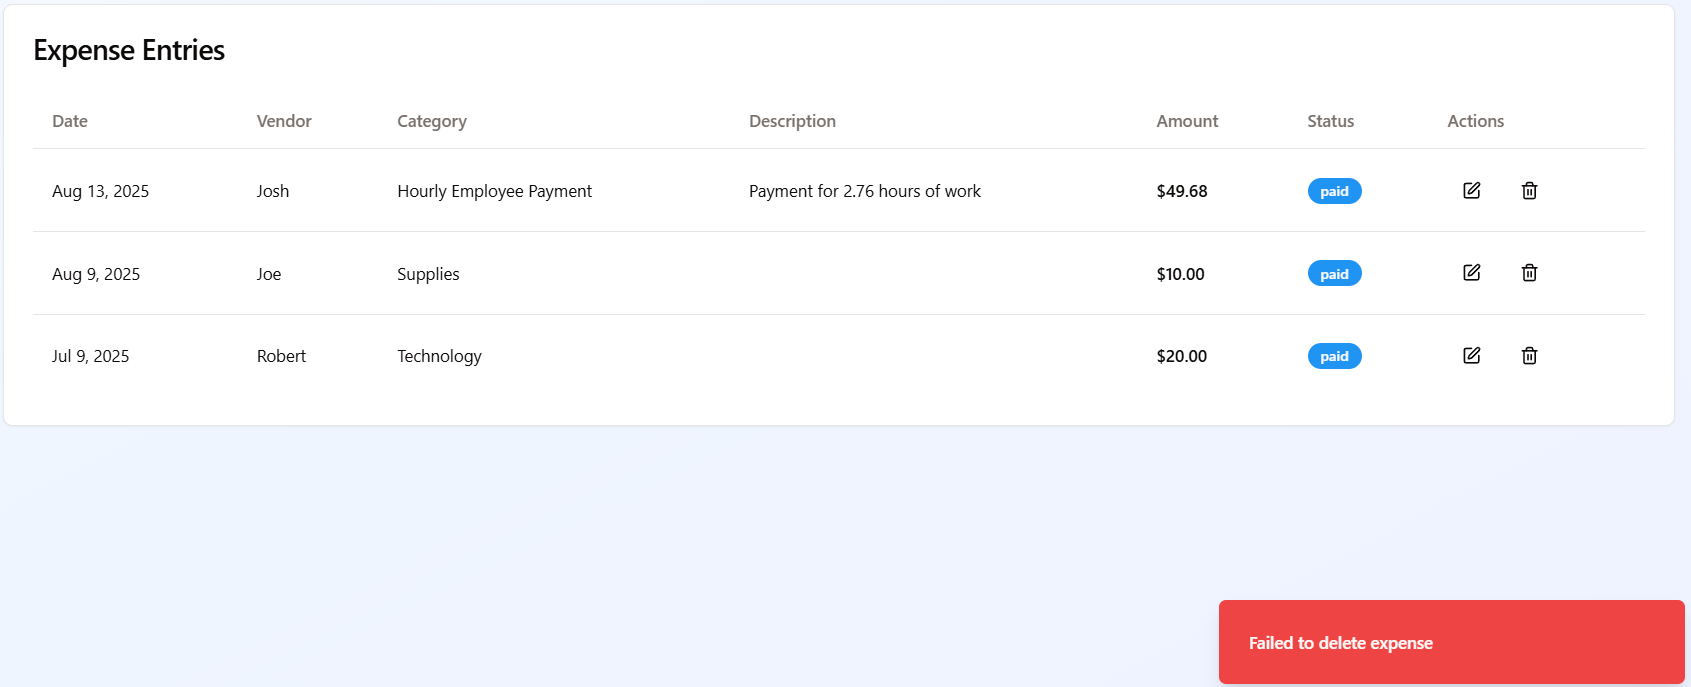 Expense Entries
Date Vendor Category Description Amount Status Actions
Aug 13, 2025 Josh Hourly Employee Payment Payment for 2.76 hours of work $49.68 paid
Aug 9, 2025 Joe Supplies $10.00 paid
Jul 9, 2025 Robert Technology $20.00 paid
Failed to delete expense